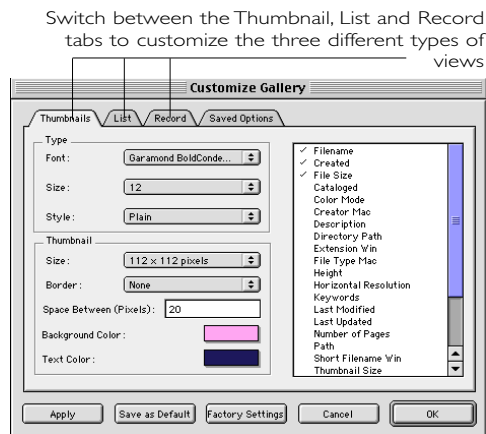 Switch between the Thumbnail, List and Record
tabs to customize the three different types of
views
Customize Gallery
Thumbnails List Record Saved Options
Type
Font: Garamond BoldConde...
Size: 12
Style: Plain
Thumbnail
Size: 112 x 112 pixels
Border: None
Space Between (Pixels): 20
Background Color:
Text Color:
✓ Filename
✓ Created
✓ File Size
Cataloged
Color Mode
Creator Mac
Description
Directory Path
Extension Win
File Type Mac
Height
Horizontal Resolution
Keywords
Last Modified
Last Updated
Number of Pages
Path
Short Filename Win
Thumbnail Size
Apply Save as Default Factory Settings Cancel OK